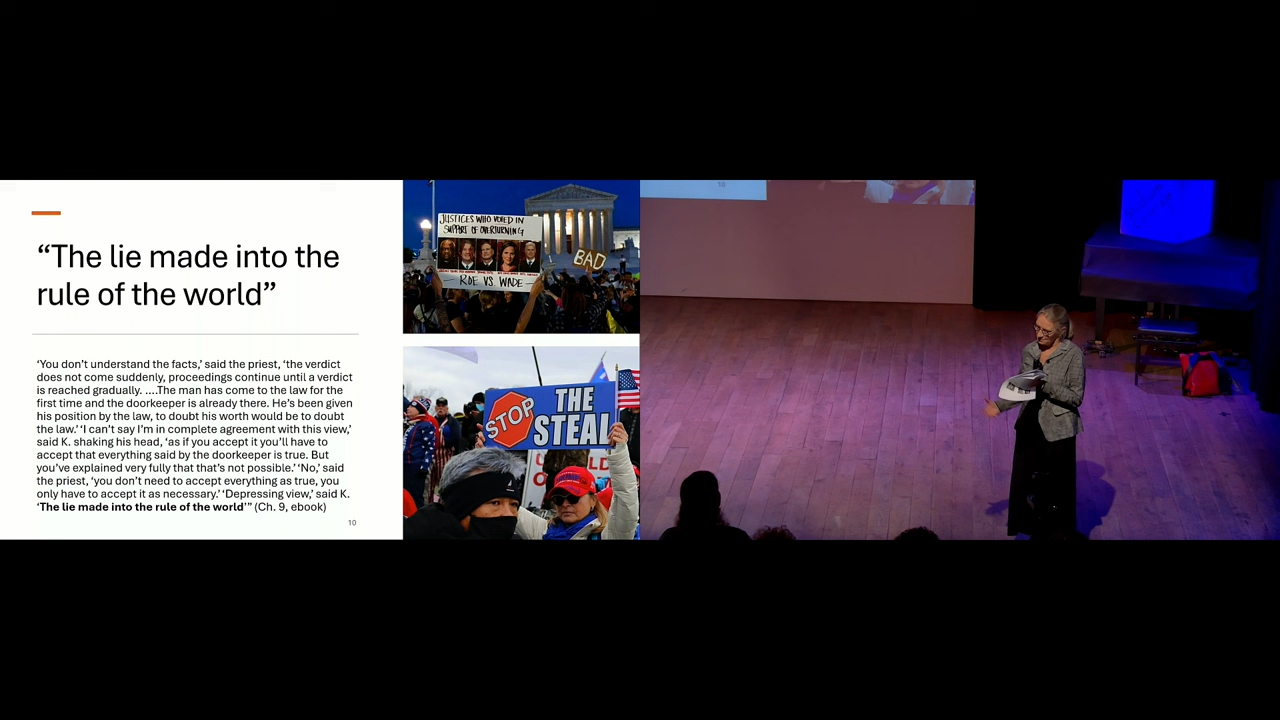 “The lie made into the
rule of the world”
‘You don’t understand the facts,’ said the priest, ‘the verdict
does not come suddenly, proceedings continue until a verdict
is reached gradually. ....The man has come to the law for the
first time and the doorkeeper is already there. He’s been given
his position by the law, to doubt his worth would be to doubt
the law.’ ‘I can’t say I’m in complete agreement with this view,’
said K. shaking his head, ‘as if you accept it you’ll have to
accept that everything said by the doorkeeper is true. But
you’ve explained very fully that that’s not possible.’ ‘No,’ said
the priest, ‘you don’t need to accept everything as true, you
only have to accept it as necessary.’ ‘Depressing view,’ said K.
‘The lie made into the rule of the world’” (Ch. 9, ebook)
10
JUSTICES WHO VOTED IN
SUPPORT OF OVERTURNING
ROE VS. WADE
BAD
STOP
THE
STEAL
10